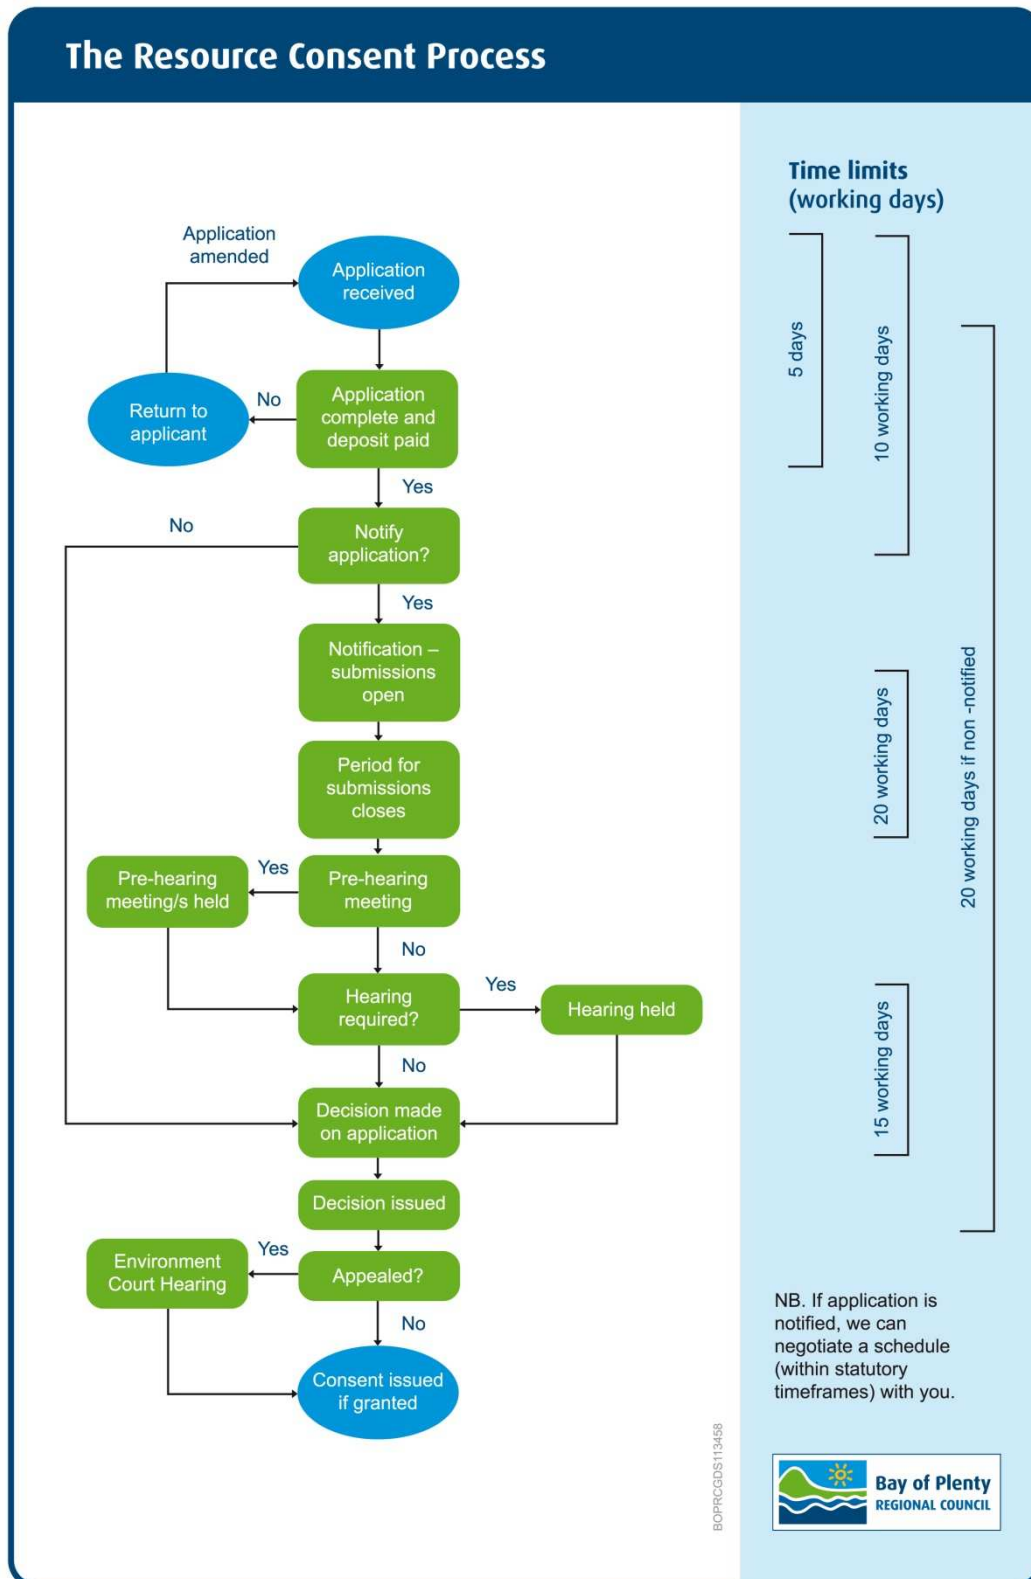 The Resource Consent Process
Time limits
(working days)
Application
amended
Application
received
5 days
10 working days
Return to
applicant
No
Application
complete and
deposit paid
Yes
No
Notify
application?
Yes
Notification –
submissions
open
20 working days
20 working days if non -notified
Period for
submissions
closes
Pre-hearing
meeting/s held
Yes
Pre-hearing
meeting
No
Hearing
required?
Yes
Hearing held
No
15 working days
Decision made
on application
Decision issued
Environment
Court Hearing
Yes
Appealed?
No
Consent issued
if granted
NB. If application is
notified, we can
negotiate a schedule
(within statutory
timeframes) with you.
BOPRCGDS113458
Bay of Plenty
REGIONAL COUNCIL